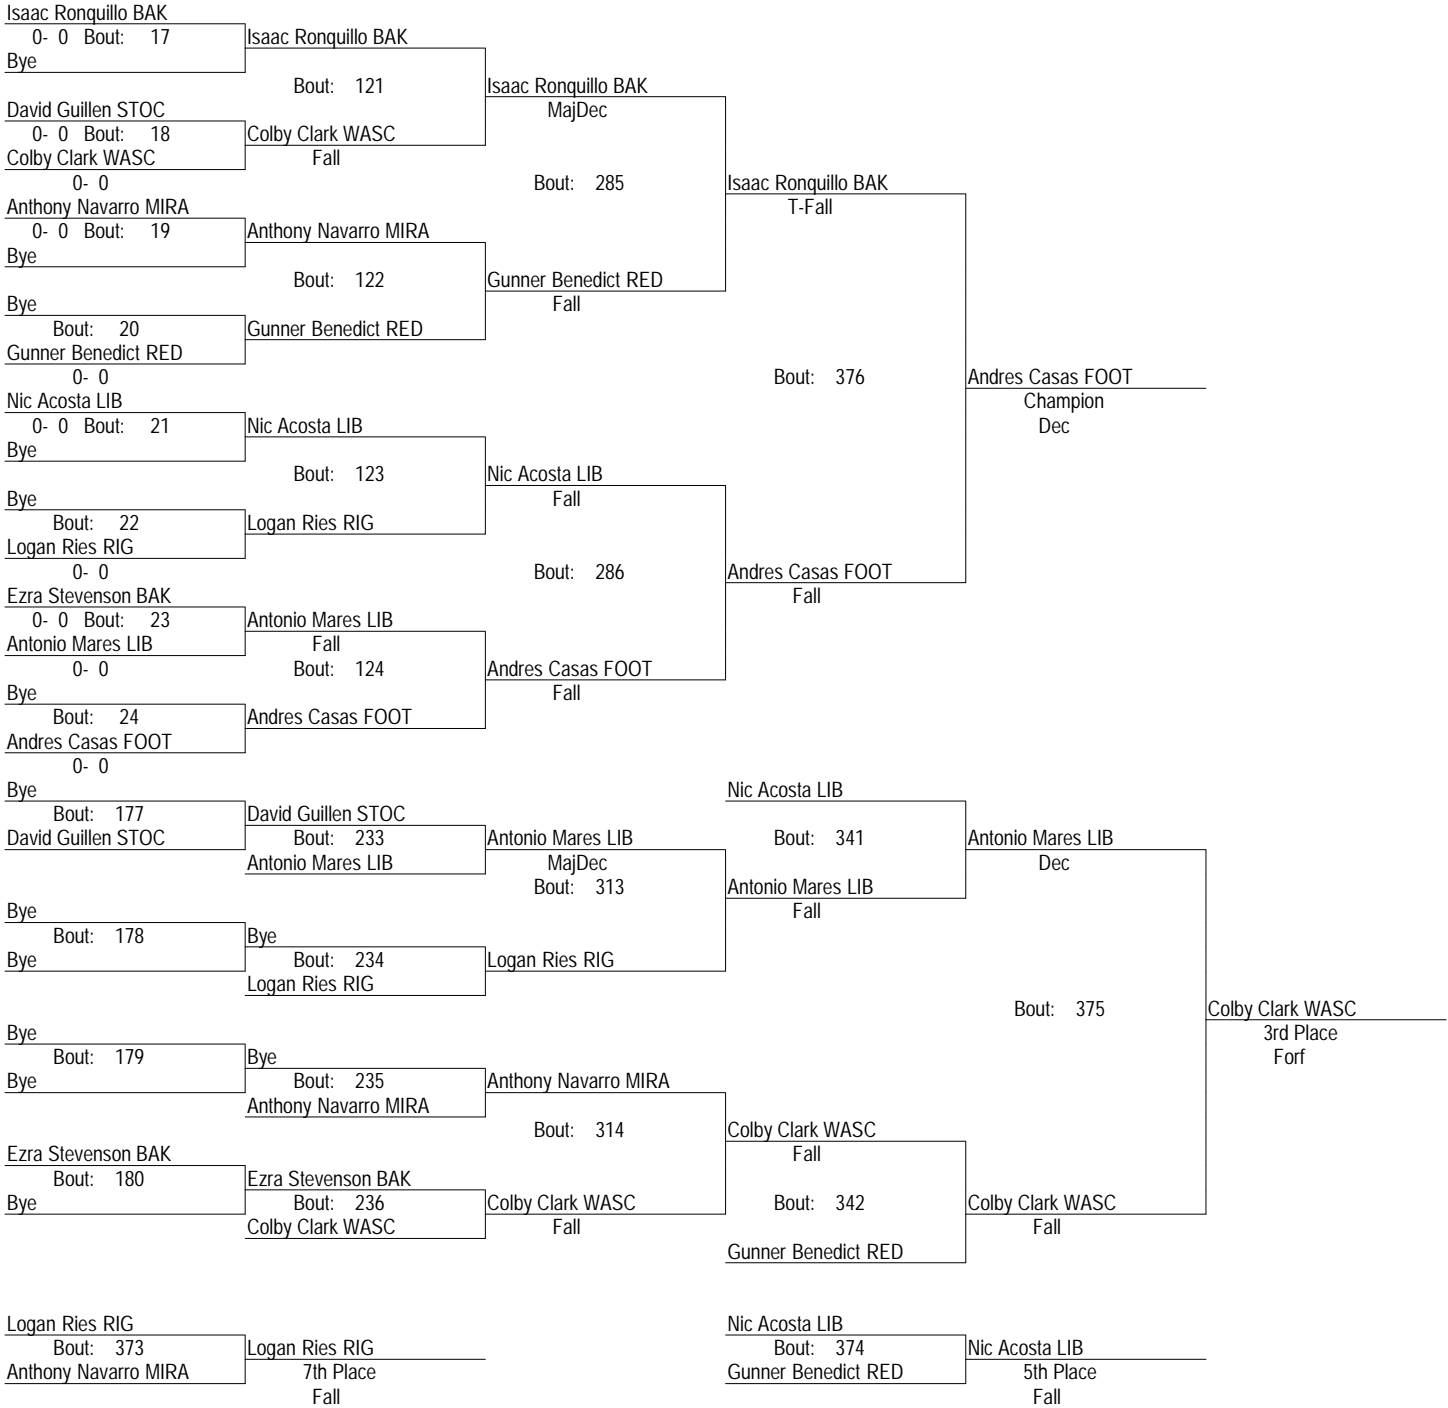 Isaac Ronquillo BAK
0- 0 Bout: 17
Isaac Ronquillo BAK
Bye
Bout: 121
Isaac Ronquillo BAK
David Guillen STOC
MajDec
0- 0 Bout: 18
Colby Clark WASC
Colby Clark WASC
Fall
0- 0
Bout: 285
Isaac Ronquillo BAK
Anthony Navarro MIRA
T-Fall
0- 0 Bout: 19
Anthony Navarro MIRA
Bye
Bout: 122
Gunner Benedict RED
Bye
Fall
Bout: 20
Gunner Benedict RED
Gunner Benedict RED
0- 0
Bout: 376
Andres Casas FOOT
Nic Acosta LIB
Champion
0- 0 Bout: 21
Nic Acosta LIB
Dec
Bye
Bout: 123
Nic Acosta LIB
Bye
Fall
Bout: 22
Logan Ries RIG
Logan Ries RIG
0- 0
Bout: 286
Andres Casas FOOT
Ezra Stevenson BAK
Fall
0- 0 Bout: 23
Antonio Mares LIB
Antonio Mares LIB
Fall
0- 0
Bout: 124
Andres Casas FOOT
Bye
Fall
Bout: 24
Andres Casas FOOT
Andres Casas FOOT
0- 0
Bye
Nic Acosta LIB
Bout: 177
David Guillen STOC
David Guillen STOC
Bout: 233
Antonio Mares LIB
Bout: 341
Antonio Mares LIB
Antonio Mares LIB
MajDec
Dec
Bout: 313
Antonio Mares LIB
Bye
Fall
Bout: 178
Bye
Bye
Bout: 234
Logan Ries RIG
Logan Ries RIG
Bout: 375
Colby Clark WASC
Bye
3rd Place
Bout: 179
Bye
Forf
Bye
Bout: 235
Anthony Navarro MIRA
Anthony Navarro MIRA
Bout: 314
Colby Clark WASC
Ezra Stevenson BAK
Fall
Bout: 180
Ezra Stevenson BAK
Bye
Bout: 236
Colby Clark WASC
Bout: 342
Colby Clark WASC
Colby Clark WASC
Fall
Fall
Gunner Benedict RED
Logan Ries RIG
Nic Acosta LIB
Bout: 373
Logan Ries RIG
Bout: 374
Nic Acosta LIB
Anthony Navarro MIRA
7th Place
Gunner Benedict RED
5th Place
Fall
Fall